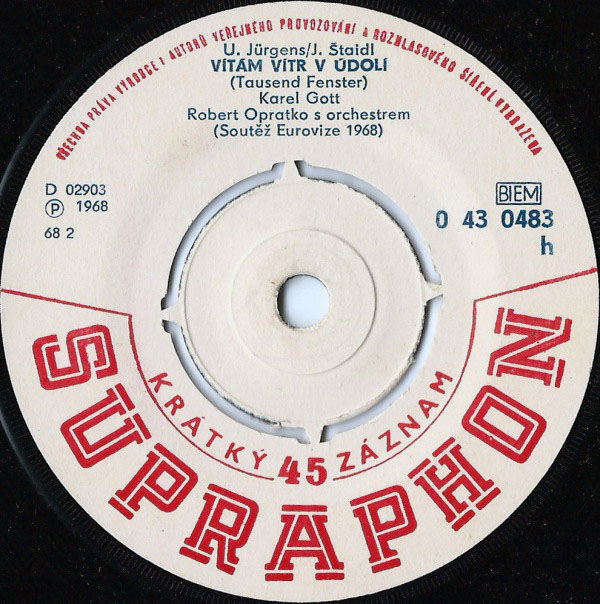 VŠECHNA PRÁVA VÝROBCE I AUTORŮ VEŘEJNÉHO PROVOZOVÁNÍ A ROZHLASOVÉHO ŠÍŘENÍ VYHRAŽENA
U. Jürgens/J. Štaidl
VÍTÁM VÍTR V ÚDOLÍ
(Tausend Fenster)
Karel Gott
Robert Opratko s orchestrem
(Soutěž Eurovize 1968)
D 02903
Ⓟ 1968
68 2
BIEM
0 43 0483
h
KRÁTKÝ 45 ZÁZNAM
SUPRAPHON